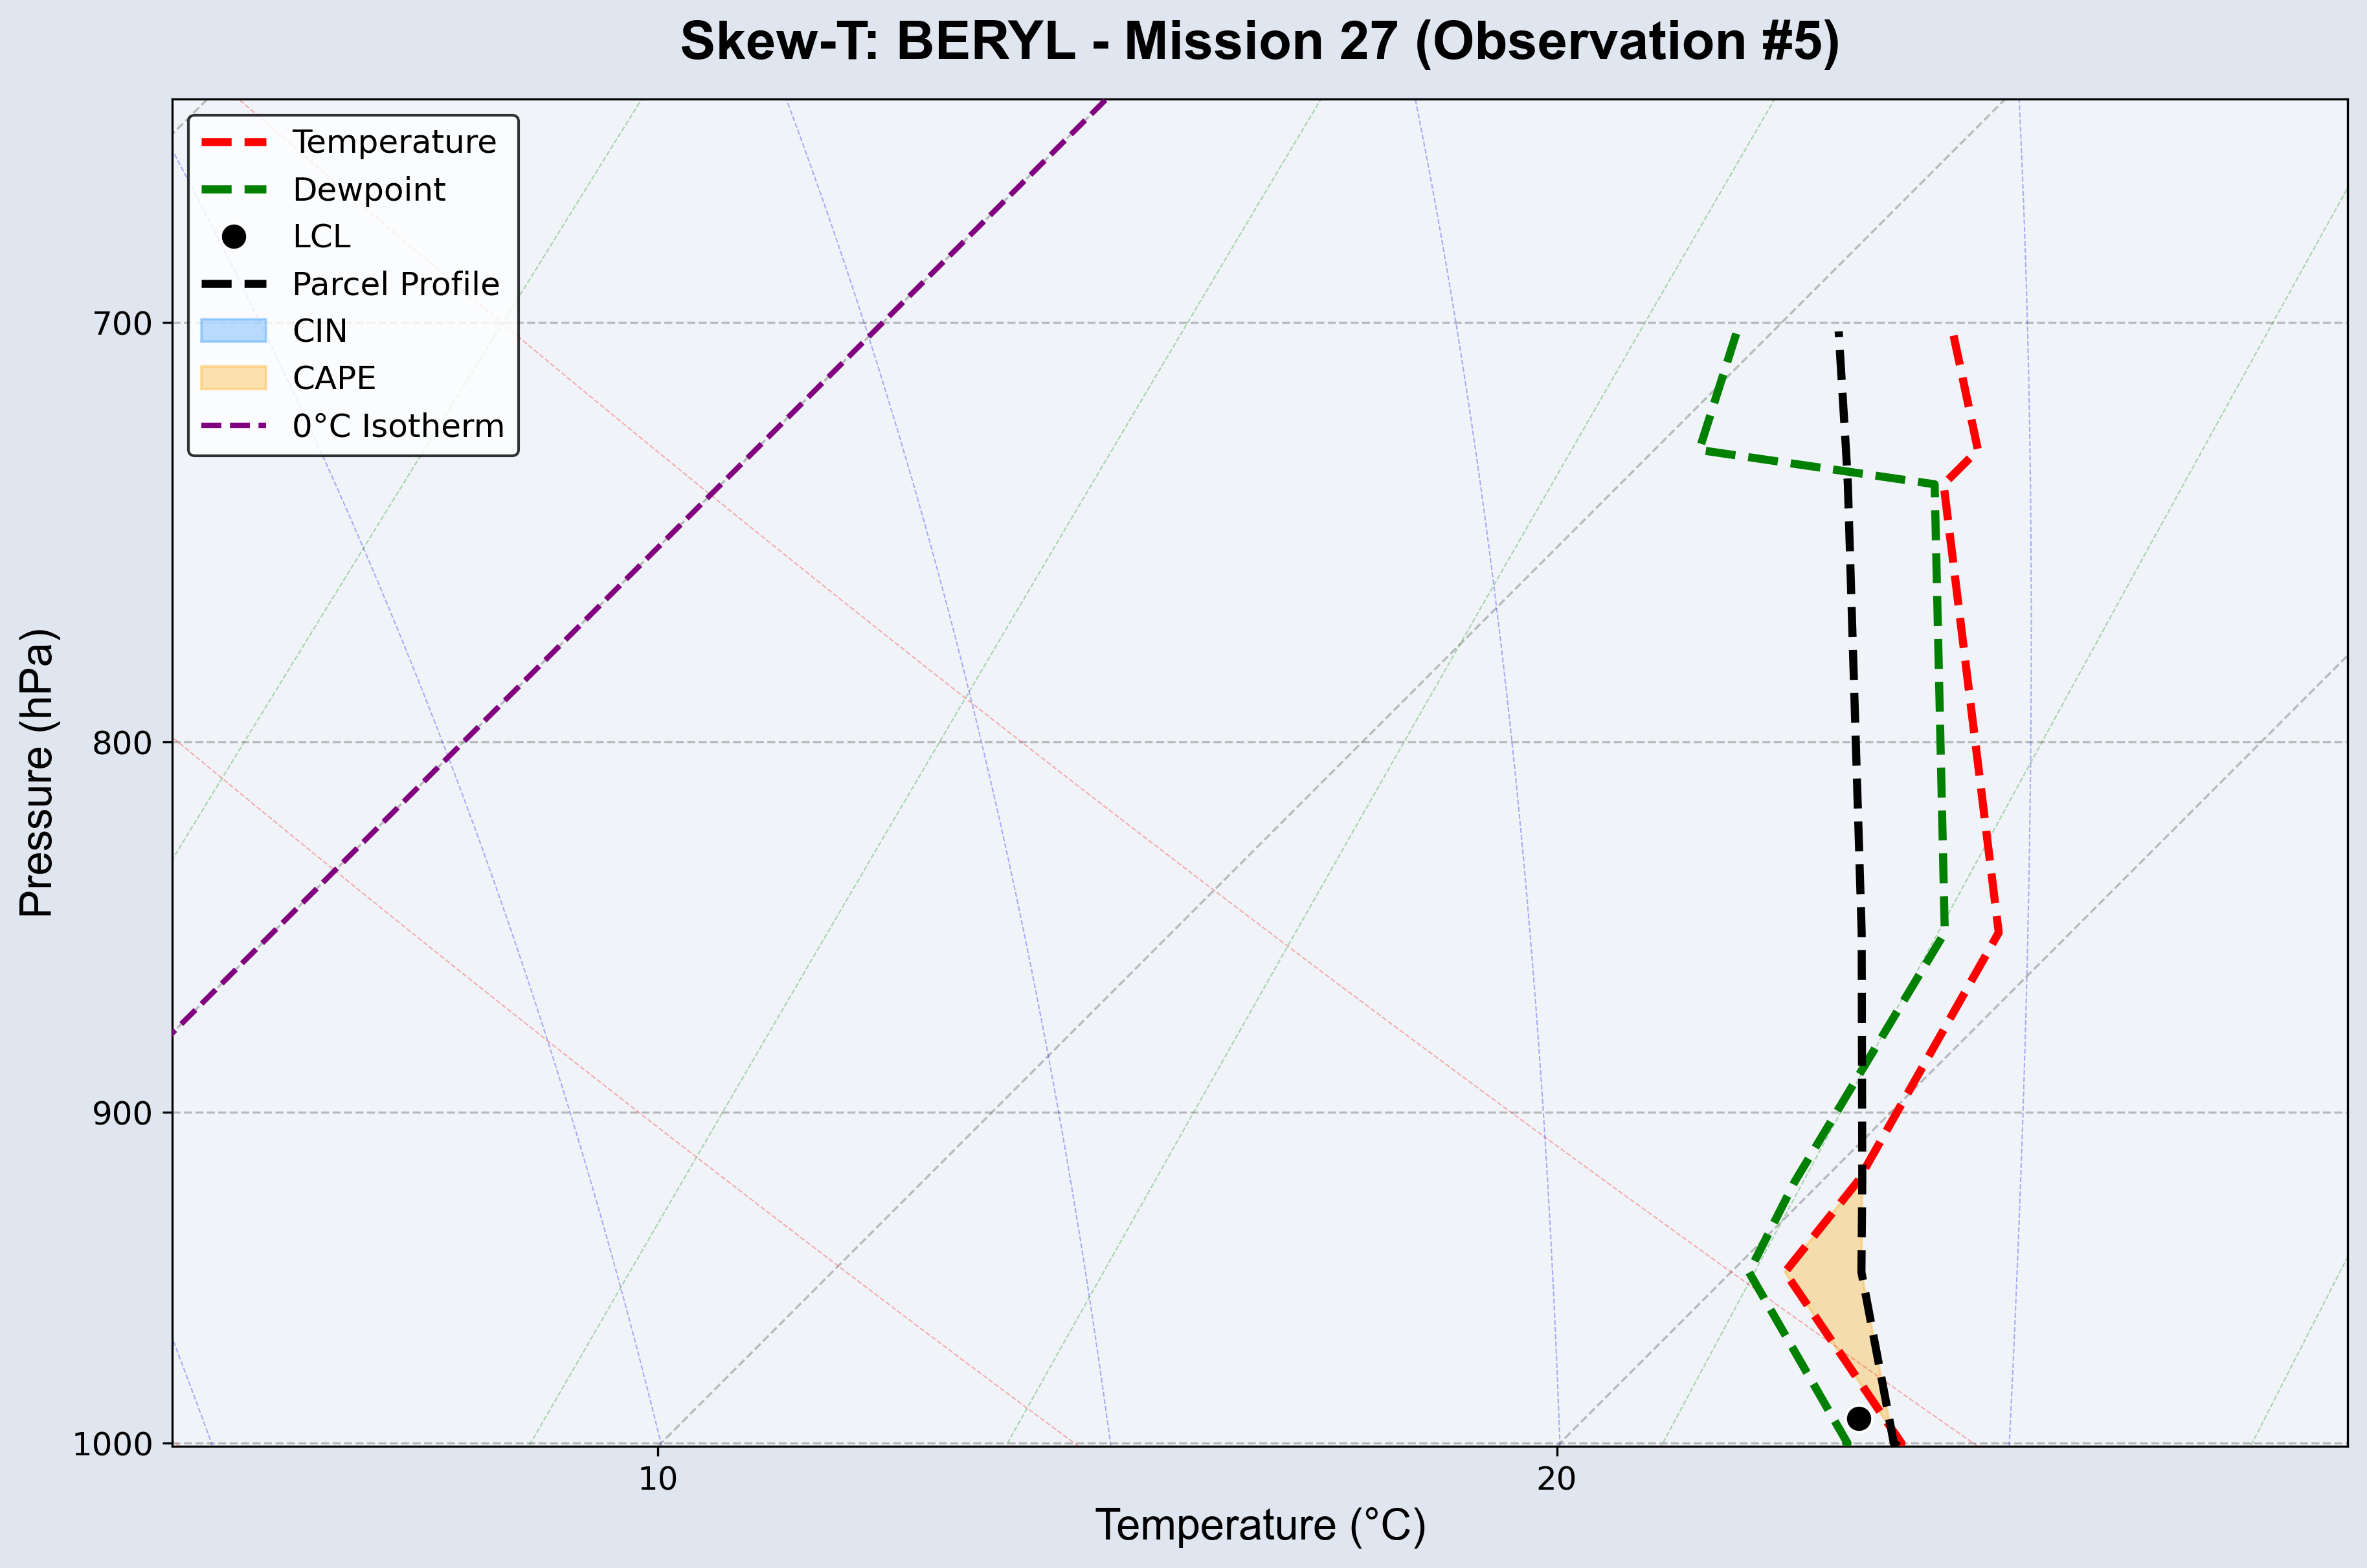 Skew-T: BERYL - Mission 27 (Observation #5)
Temperature
Dewpoint
LCL
Parcel Profile
CIN
CAPE
0°C Isotherm
Pressure (hPa)
700
800
900
1000
10
20
Temperature (°C)